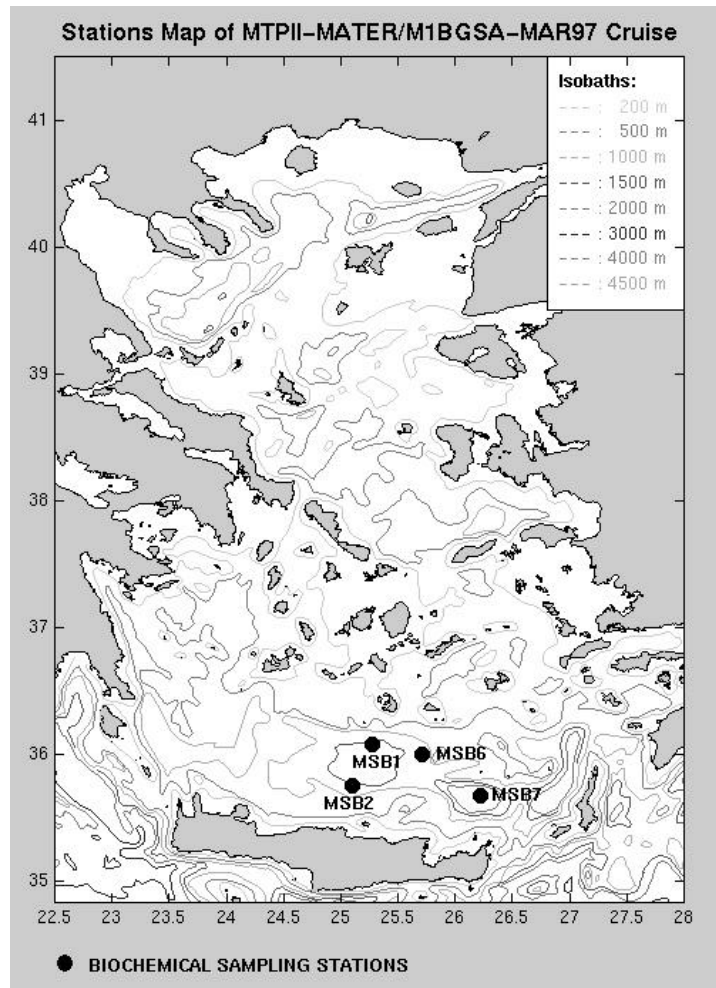 Stations Map of MTPII-MATER/M1BGSA-MAR97 Cruise
Isobaths:
--- : 200 m
--- : 500 m
--- : 1000 m
--- : 1500 m
--- : 2000 m
--- : 3000 m
--- : 4000 m
--- : 4500 m
41
40
39
38
37
36
35
MSB1
MSB6
MSB2
MSB7
22.5 23 23.5 24 24.5 25 25.5 26 26.5 27 27.5 28
BIOCHEMICAL SAMPLING STATIONS